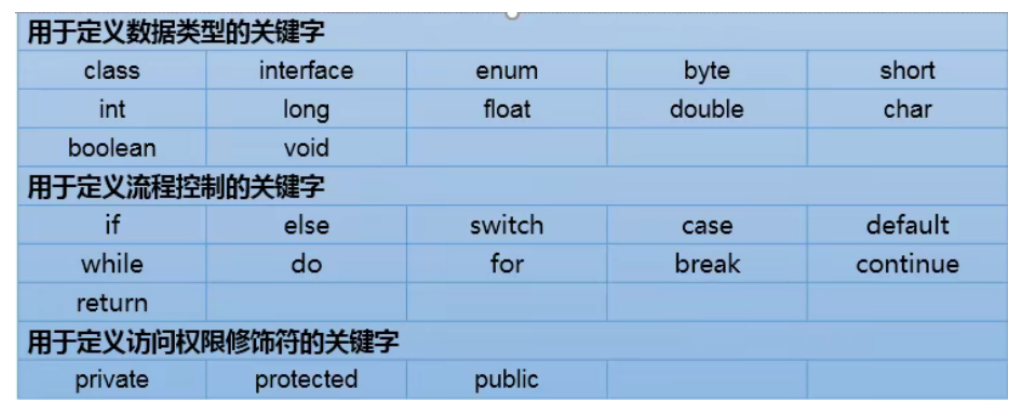 用于定义数据类型的关键字
class interface enum byte short
int long float double char
boolean void
用于定义流程控制的关键字
if else switch case default
while do for break continue
return
用于定义访问权限修饰符的关键字
private protected public